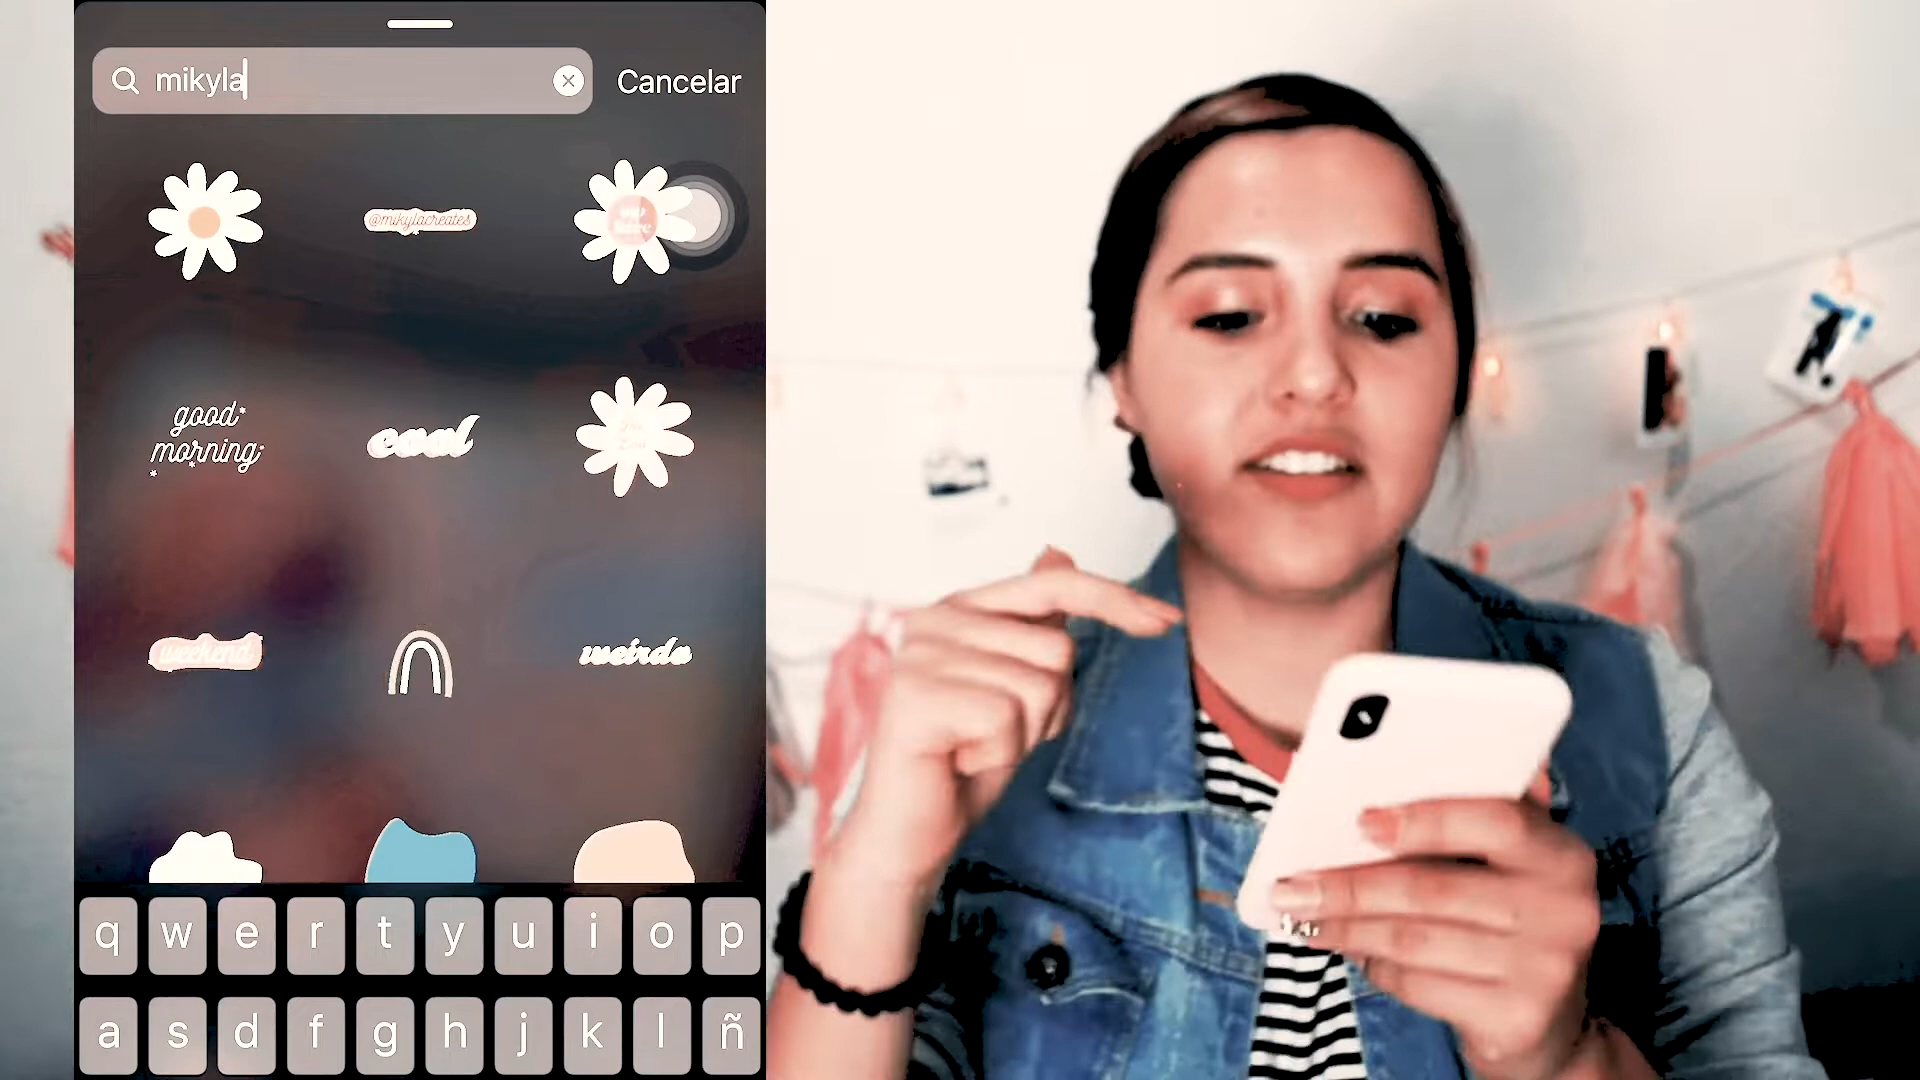 mikyla
Cancelar
@mikylacreates
good
morning
cool
weekend
weirdo
q w e r t y u i o p
a s d f g h j k l ñ